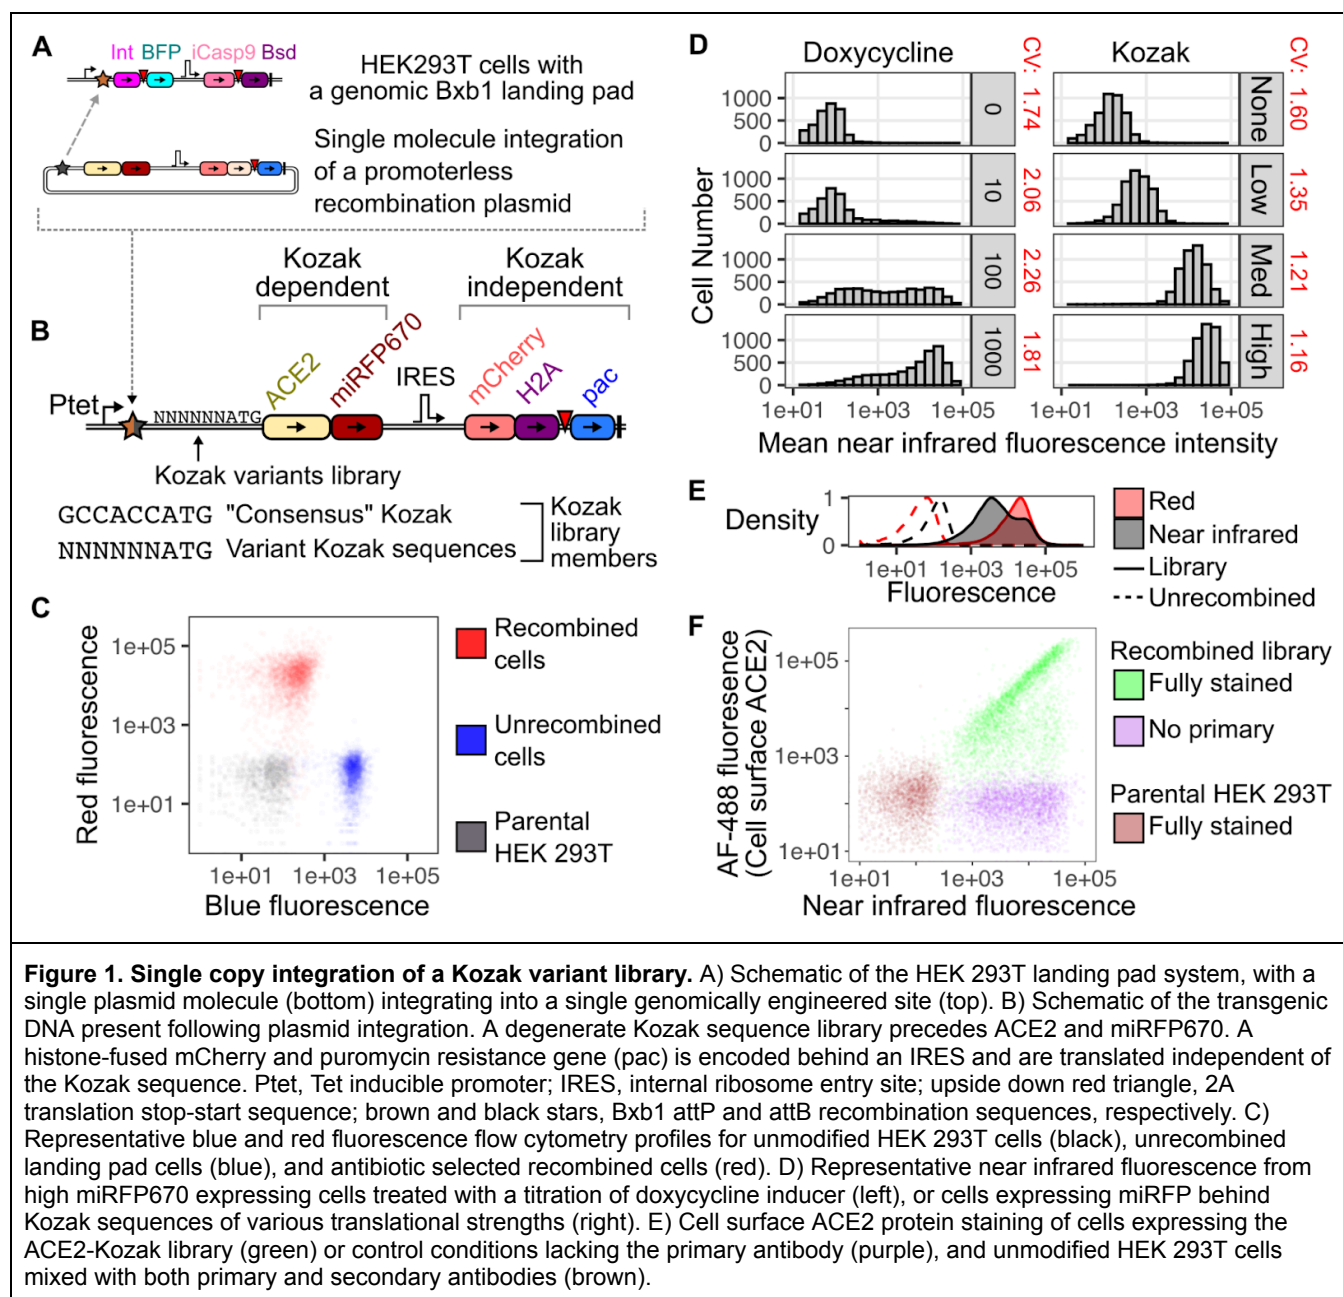 A
Int BFP iCasp9 Bsd
HEK293T cells with
a genomic Bxb1 landing pad
Single molecule integration
of a promoterless
recombination plasmid
B
Kozak
dependent
Kozak
independent
ACE2
miRFP670
IRES
mCherry
H2A
pac
Ptet
NNNNNNATG
Kozak variants library
GCCACCATG "Consensus" Kozak
NNNNNNATG Variant Kozak sequences
Kozak
library
members
C
Red fluorescence
1e+05
1e+03
1e+01
1e+01 1e+03 1e+05
Blue fluorescence
Recombined
cells
Unrecombined
cells
Parental
HEK 293T
D
Doxycycline
Kozak
Cell Number
1000
500
0
0
CV: 1.74
None
CV: 1.60
1000
500
0
10
2.06
Low
1.35
1000
500
0
100
2.26
Med
1.21
1000
500
0
1000
1.81
High
1.16
1e+01 1e+03 1e+05
1e+01 1e+03 1e+05
Mean near infrared fluorescence intensity
E
Density
1
0
1e+01 1e+03 1e+05
Fluorescence
Red
Near infrared
Library
Unrecombined
F
AF-488 fluoresence
(Cell surface ACE2)
1e+05
1e+03
1e+01
1e+01 1e+03 1e+05
Near infrared fluorescence
Recombined library
Fully stained
No primary
Parental HEK 293T
Fully stained
Figure 1. Single copy integration of a Kozak variant library. A) Schematic of the HEK 293T landing pad system, with a
single plasmid molecule (bottom) integrating into a single genomically engineered site (top). B) Schematic of the transgenic
DNA present following plasmid integration. A degenerate Kozak sequence library precedes ACE2 and miRFP670. A
histone-fused mCherry and puromycin resistance gene (pac) is encoded behind an IRES and are translated independent of
the Kozak sequence. Ptet, Tet inducible promoter; IRES, internal ribosome entry site; upside down red triangle, 2A
translation stop-start sequence; brown and black stars, Bxb1 attP and attB recombination sequences, respectively. C)
Representative blue and red fluorescence flow cytometry profiles for unmodified HEK 293T cells (black), unrecombined
landing pad cells (blue), and antibiotic selected recombined cells (red). D) Representative near infrared fluorescence from
high miRFP670 expressing cells treated with a titration of doxycycline inducer (left), or cells expressing miRFP behind
Kozak sequences of various translational strengths (right). E) Cell surface ACE2 protein staining of cells expressing the
ACE2-Kozak library (green) or control conditions lacking the primary antibody (purple), and unmodified HEK 293T cells
mixed with both primary and secondary antibodies (brown).